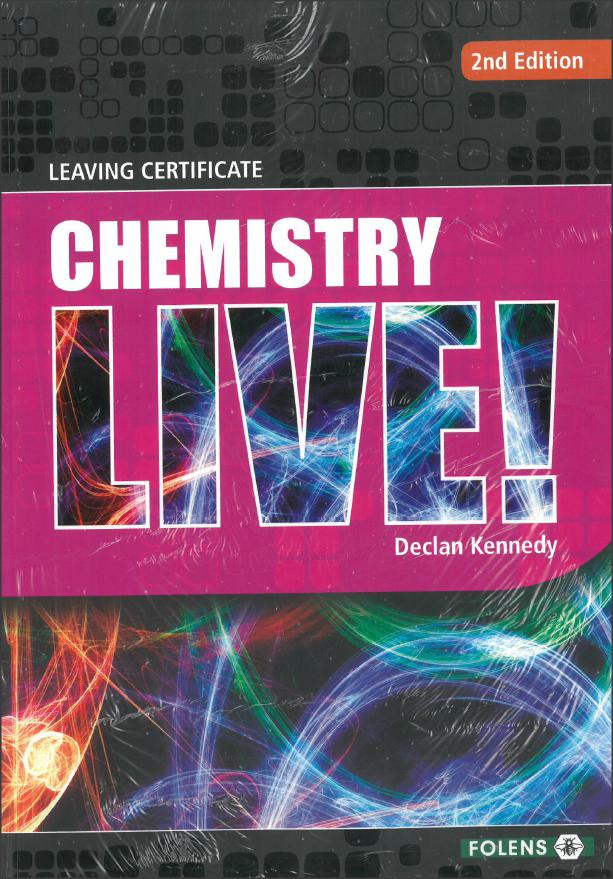 2nd Edition
LEAVING CERTIFICATE
CHEMISTRY
LIVE!
Declan Kennedy
FOLENS